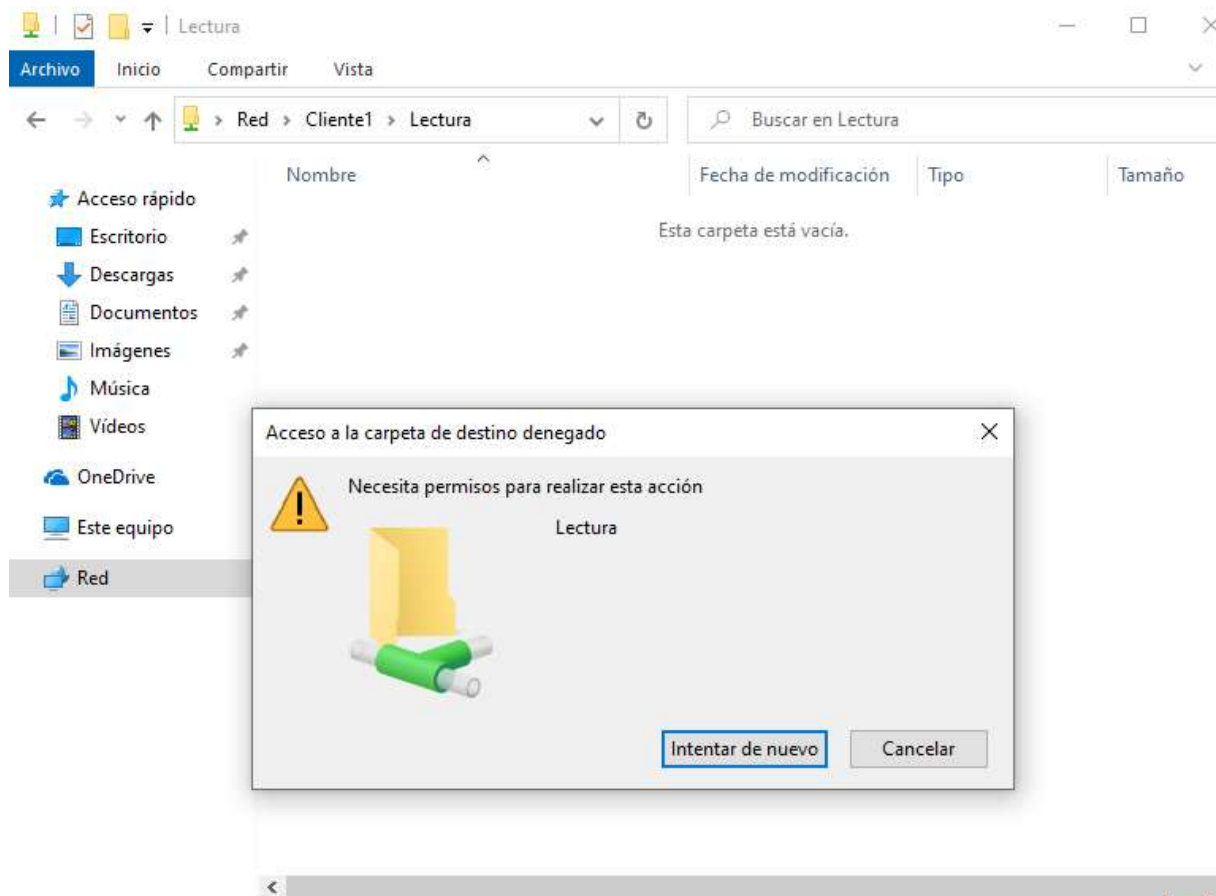 Lectura
Archivo Inicio Compartir Vista
Red > Cliente1 > Lectura Buscar en Lectura
Nombre Fecha de modificación Tipo Tamaño
Acceso rápido
Esta carpeta está vacía.
Escritorio
Descargas
Documentos
Imágenes
Música
Vídeos
OneDrive
Este equipo
Red
Acceso a la carpeta de destino denegado
Necesita permisos para realizar esta acción
Lectura
Intentar de nuevo Cancelar